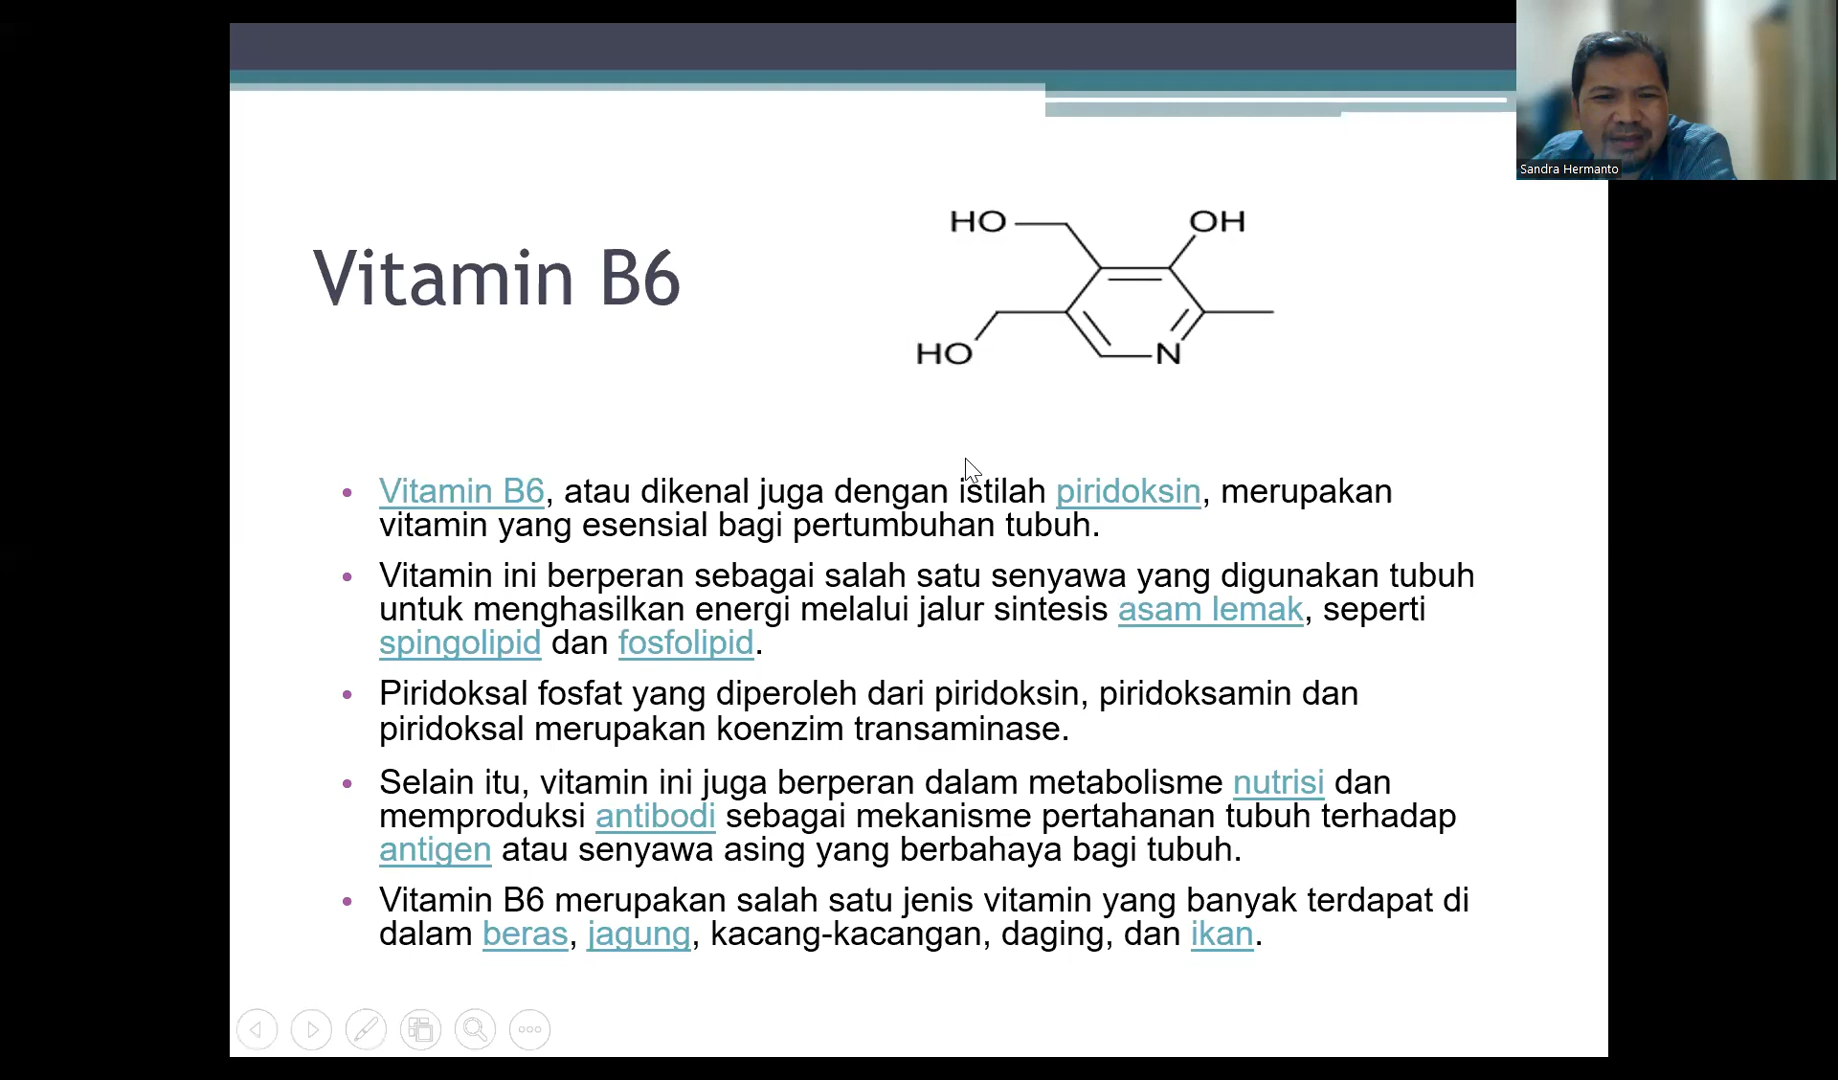 Sandra Hermanto
HO
OH
Vitamin B6
HO
N
• Vitamin B6, atau dikenal juga dengan istilah piridoksin, merupakan
vitamin yang esensial bagi pertumbuhan tubuh.
• Vitamin ini berperan sebagai salah satu senyawa yang digunakan tubuh
untuk menghasilkan energi melalui jalur sintesis asam lemak, seperti
spingolipid dan fosfolipid.
• Piridoksal fosfat yang diperoleh dari piridoksin, piridoksamin dan
piridoksal merupakan koenzim transaminase.
• Selain itu, vitamin ini juga berperan dalam metabolisme nutrisi dan
memproduksi antibodi sebagai mekanisme pertahanan tubuh terhadap
antigen atau senyawa asing yang berbahaya bagi tubuh.
• Vitamin B6 merupakan salah satu jenis vitamin yang banyak terdapat di
dalam beras, jagung, kacang-kacangan, daging, dan ikan.